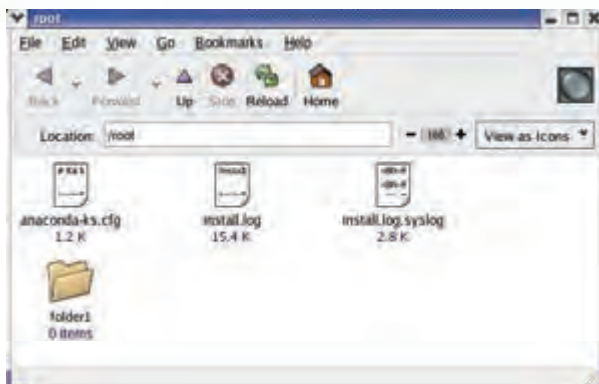 root
File Edit View Go Bookmarks Help
Back Forward Up Stop Reload Home
Location: /root 100 View as Icons
anaconda-ks.cfg install.log install.log.syslog
1.2 K 15.4 K 2.8 K
folder1
0 items